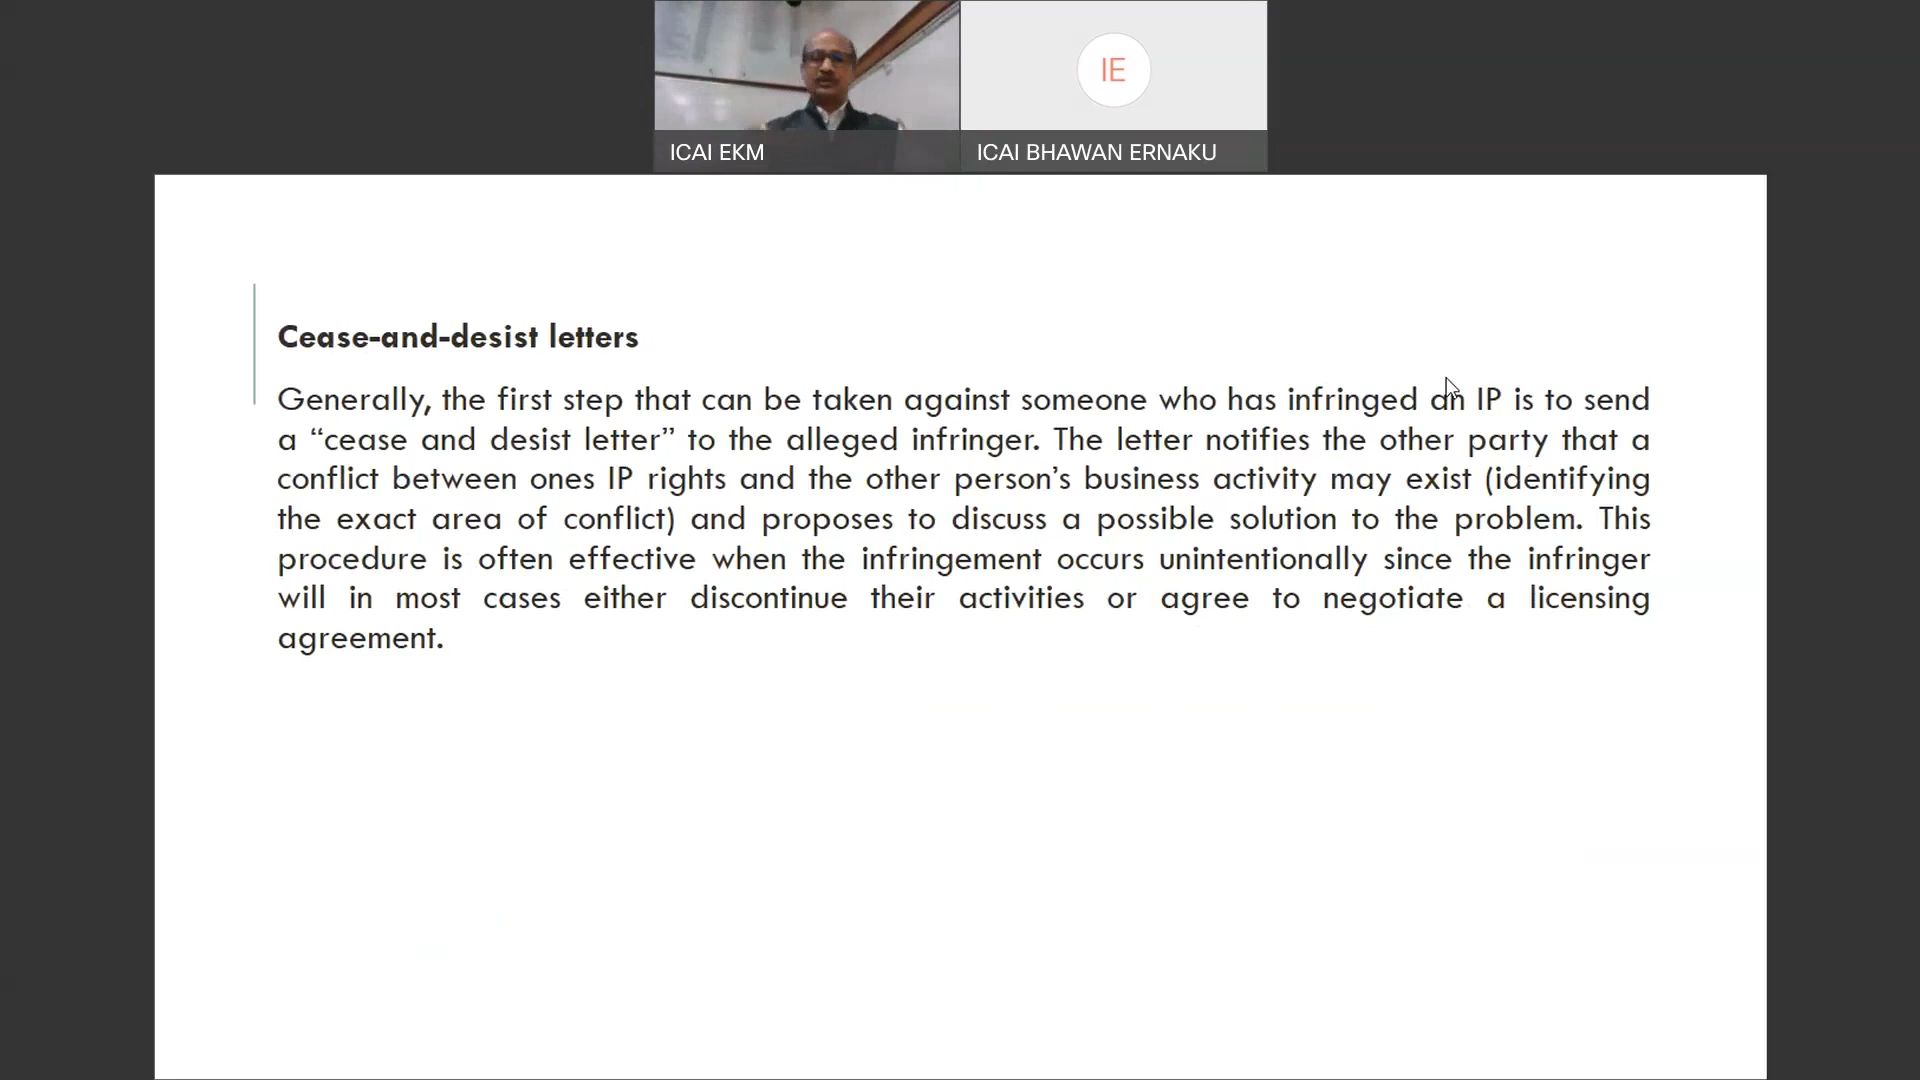 IE
ICAI EKM
ICAI BHAWAN ERNAKU
Cease-and-desist letters
Generally, the first step that can be taken against someone who has infringed an IP is to send
a “cease and desist letter” to the alleged infringer. The letter notifies the other party that a
conflict between ones IP rights and the other person’s business activity may exist (identifying
the exact area of conflict) and proposes to discuss a possible solution to the problem. This
procedure is often effective when the infringement occurs unintentionally since the infringer
will in most cases either discontinue their activities or agree to negotiate a licensing
agreement.